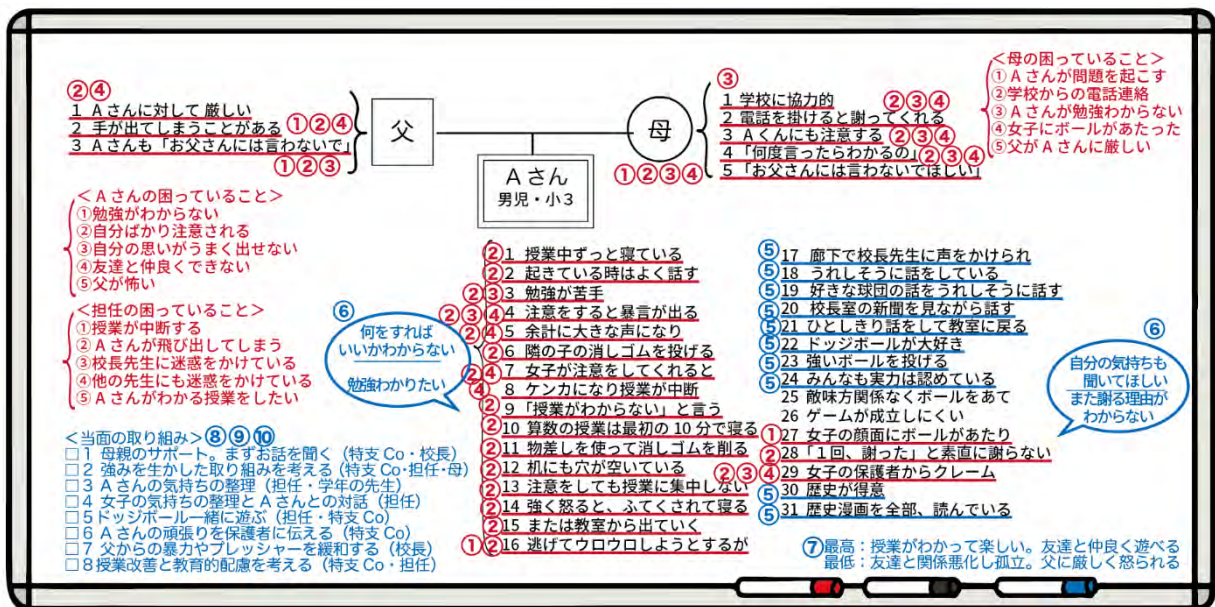 ②④
1 Aさんに対して 厳しい
2 手が出てしまうことがある ①②④
3 Aさんも「お父さんには言わないで」
①②③
父
母
①②③④
Aさん
男児・小3
③
1 学校に協力的
2 電話を掛けると謝ってくれる ②③④
3 Aくんにも注意する ②③④
4 「何度言ったらわかるの」②③④
5 「お父さんには言わないでほしい」
<母の困っていること>
①Aさんが問題を起こす
②学校からの電話連絡
③Aさんが勉強わからない
④女子にボールがあたった
⑤父がAさんに厳しい
<Aさんの困っていること>
①勉強がわからない
②自分ばかり注意される
③自分の思いがうまく出せない
④友達と仲良くできない
⑤父が怖い
<担任の困っていること>
①授業が中断する
②Aさんが飛び出してしまう
③校長先生に迷惑をかけている
④他の先生にも迷惑をかけている
⑤Aさんがわかる授業をしたい
⑥
何をすれば
いいかわからない
勉強わかりたい
<当面の取り組み>⑧⑨⑩
□1 母親のサポート。まずお話を聞く(特支Co・校長)
□2 強みを生かした取り組みを考える(特支Co・担任・母)
□3 Aさんの気持ちの整理(担任・学年の先生)
□4 女子の気持ちの整理とAさんとの対話(担任)
□5ドッジボール一緒に遊ぶ(担任・特支Co)
□6 Aさんの頑張りを保護者に伝える(特支Co)
□7 父からの暴力やプレッシャーを緩和する(校長)
□8授業改善と教育的配慮を考える(特支Co・担任)
②1 授業中ずっと寝ている
②2 起きている時はよく話す
②③3 勉強が苦手
②③④4 注意をすると暴言が出る
②④5 余計に大きな声になり
②6 隣の子の消しゴムを投げる
②④7 女子が注意をしてくれると
④8 ケンカになり授業が中断
②9「授業がわからない」と言う
②10 算数の授業は最初の10分で寝る
②11 物差しを使って消しゴムを削る
②12 机にも穴が空いている
②13 注意をしても授業に集中しない
②14 強く怒ると、ふてくされて寝る
②15 または教室から出ていく
①②16 逃げてウロウロしようとするが
⑤17 廊下で校長先生に声をかけられ
⑤18 うれしそうに話をしている
⑤19 好きな球団の話をうれしそうに話す
⑤20 校長室の新聞を見ながら話す
⑤21 ひとしきり話をして教室に戻る
⑤22 ドッジボールが大好き
⑤23 強いボールを投げる
⑤24 みんなも実力は認めている
25 敵味方関係なくボールをあて
26 ゲームが成立しにくい
①27 女子の顔面にボールがあたり
②28「1回、謝った」と素直に謝らない
②③④29 女子の保護者からクレーム
⑤30 歴史が得意
⑤31 歴史漫画を全部、読んでいる
⑥
自分の気持ちも
聞いてほしい
また謝る理由が
わからない
⑦最高:授業がわかって楽しい。友達と仲良く遊べる
最低:友達と関係悪化し孤立。父に厳しく怒られる